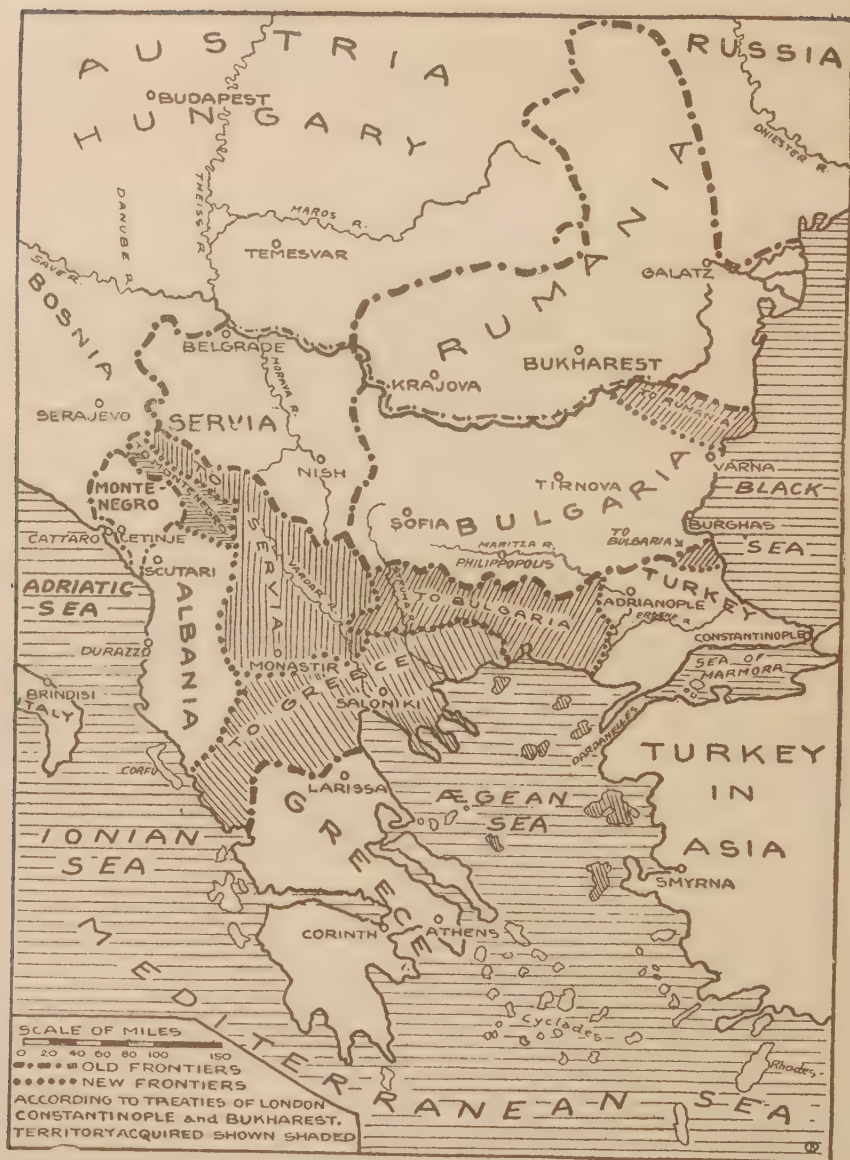 AUSTRIA
HUNGARY
RUSSIA
BUDAPEST
DNIESTER R.
DANUBE R.
THEISS R.
MAROS R.
TEMESVAR
SAVE R.
BOSNIA
RUMANIA
GALATZ
BELGRADE
MORAVA R.
KRAJOVA
BUKHAREST
SERAJEVO
SERVIA
TO RUMANIA
NISH
TIRNOVA
VARNA
TO MONTENEGRO
MONTE-
NEGRO
TO SERVIA
SOFIA
BULGARIA
BLACK
SEA
BURGHAS
TO
BULGARIA
CATTARO
CETINJE
MARITZA R.
PHILIPPOPOLIS
SCUTARI
VARDAR R.
STRUMA R.
TURKEY
ADRIATIC
SEA
ALBANIA
TO BULGARIA
ADRIANOPLE
ERGENE R.
CONSTANTINOPLE
DURAZZO
MONASTIR
TO GREECE
SALONIKI
SEA OF
MARMORA
BRINDISI
ITALY
DARDANELLES
CORFU
LARISSA
TURKEY
IN
ASIA
GREECE
ÆGEAN
SEA
IONIAN
SEA
SMYRNA
CORINTH
ATHENS
Cyclades
Rhodes
MEDITERRANEAN SEA
SCALE OF MILES
0 20 40 60 80 100 150
OLD FRONTIERS
NEW FRONTIERS
ACCORDING TO TREATIES OF LONDON
CONSTANTINOPLE and BUKHAREST.
TERRITORY ACQUIRED SHOWN SHADED